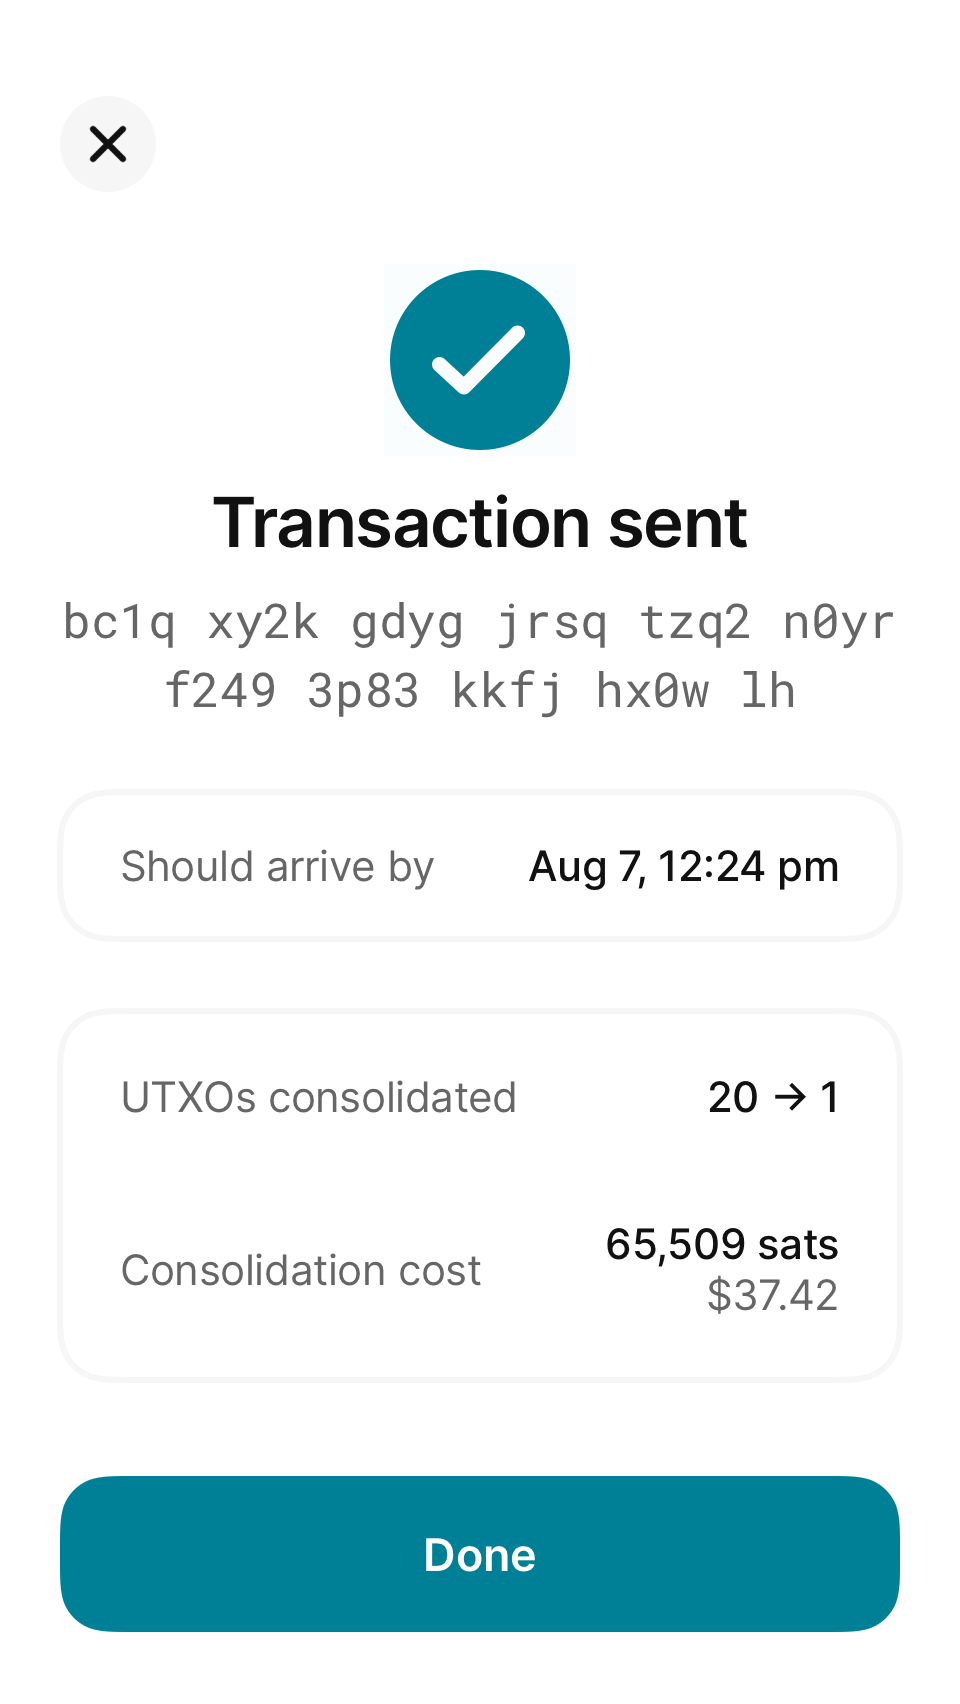 Transaction sent
bc1q xy2k gdyg jrsq tzq2 n0yr
f249 3p83 kkfj hx0w lh
Should arrive by Aug 7, 12:24 pm
UTXOs consolidated 20 → 1
Consolidation cost 65,509 sats
$37.42
Done